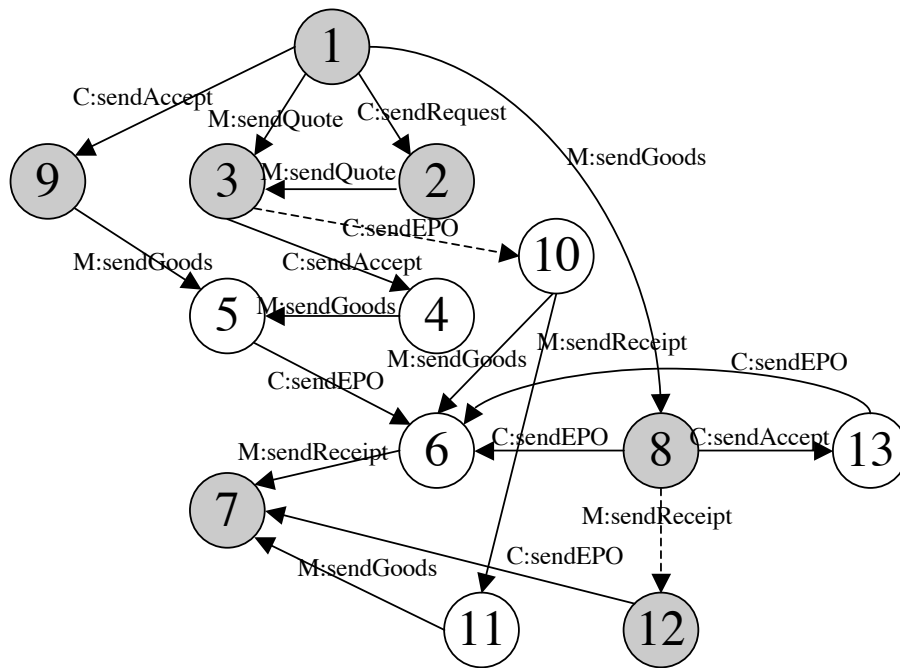 1
C:sendAccept
M:sendQuote
C:sendRequest
M:sendGoods
9
3
M:sendQuote
2
C:sendEPO
10
M:sendGoods
C:sendAccept
5
M:sendGoods
4
M:sendGoods
M:sendReceipt
C:sendEPO
C:sendEPO
M:sendReceipt
6
C:sendEPO
8
C:sendAccept
13
7
M:sendReceipt
C:sendEPO
M:sendGoods
11
12